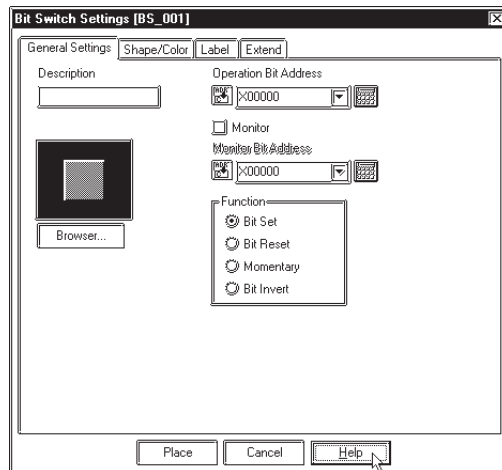 Bit Switch Settings [BS_001]
General Settings Shape/Color Label Extend
Description
Operation Bit Address
X00000
Monitor
Monitor Bit Address
X00000
Browser...
Function
Bit Set
Bit Reset
Momentary
Bit Invert
Place Cancel Help